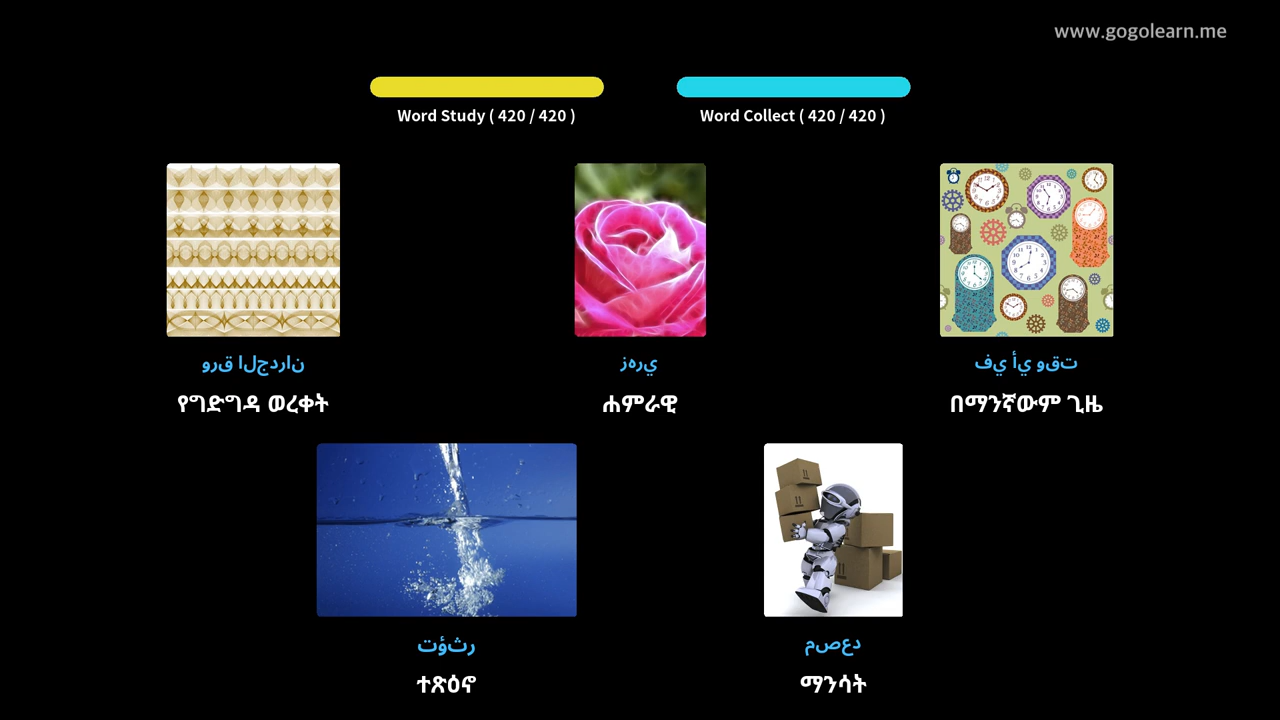 www.gogolearn.me
Word Study ( 420 / 420 )
Word Collect ( 420 / 420 )
ورق الجدران
የግድግዳ ወረቀት
زهري
ሐምራዊ
في أي وقت
በማንኛውም ጊዜ
تؤثر
ተጽዕኖ
مصعد
ማንሳት